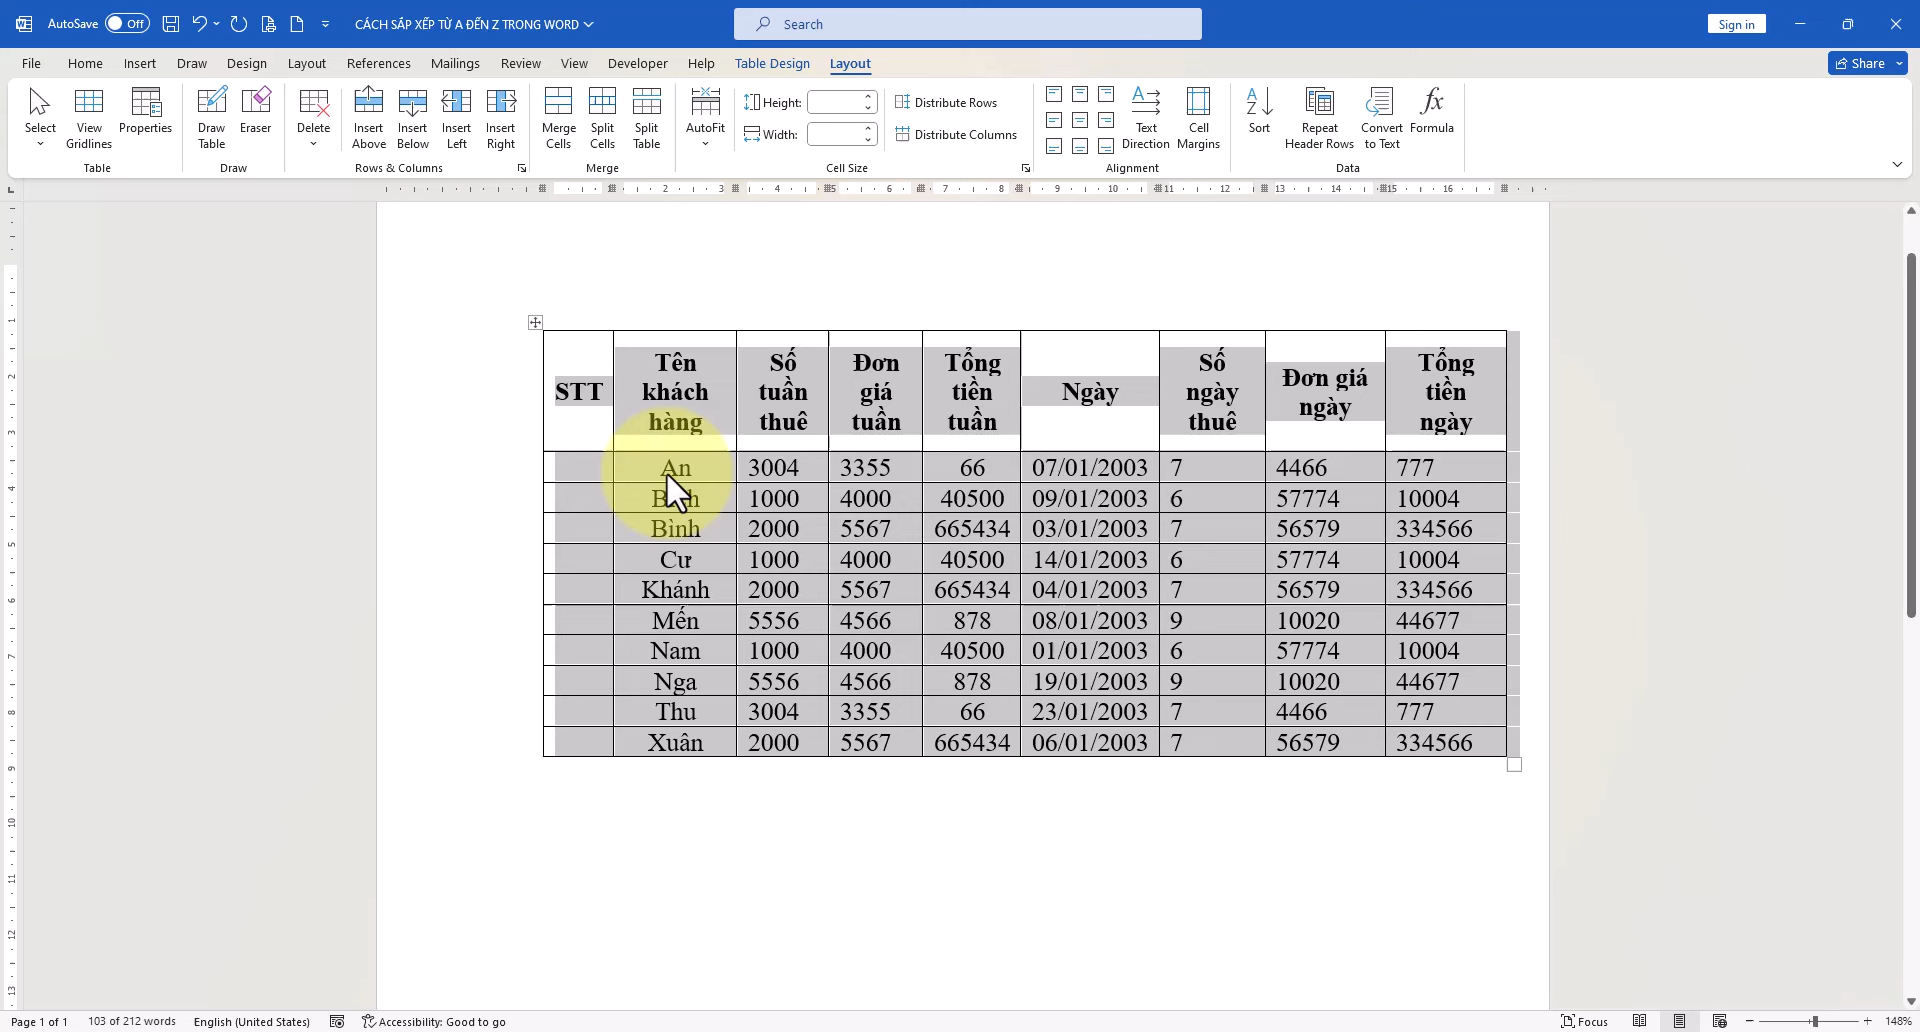 AutoSave Off CÁCH SẮP XẾP TỪ A ĐẾN Z TRONG WORD Search Sign in
File Home Insert Draw Design Layout References Mailings Review View Developer Help Table Design Layout Share
Select View Gridlines Properties Draw Table Eraser Delete Insert Above Insert Below Insert Left Insert Right Merge Cells Split Cells Split Table AutoFit Height: Width: Distribute Rows Distribute Columns Text Direction Cell Margins Sort Repeat Header Rows Convert to Text Formula
Table Draw Rows & Columns Merge Cell Size Alignment Data
STT Tên khách hàng Số tuần thuê Đơn giá tuần Tổng tiền tuần Ngày Số ngày thuê Đơn giá ngày Tổng tiền ngày
An 3004 3355 66 07/01/2003 7 4466 777
1000 4000 40500 09/01/2003 6 57774 10004
Bình 2000 5567 665434 03/01/2003 7 56579 334566
Cư 1000 4000 40500 14/01/2003 6 57774 10004
Khánh 2000 5567 665434 04/01/2003 7 56579 334566
Mến 5556 4566 878 08/01/2003 9 10020 44677
Nam 1000 4000 40500 01/01/2003 6 57774 10004
Nga 5556 4566 878 19/01/2003 9 10020 44677
Thu 3004 3355 66 23/01/2003 7 4466 777
Xuân 2000 5567 665434 06/01/2003 7 56579 334566
Page 1 of 1 103 of 212 words English (United States) Accessibility: Good to go Focus 148%